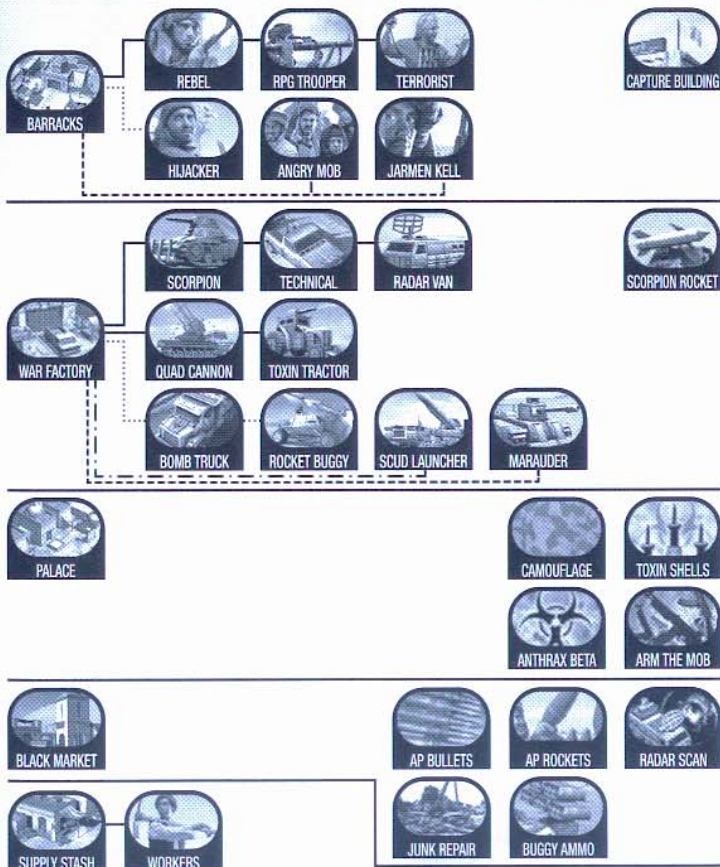 REBEL
RPG TROOPER
TERRORIST
CAPTURE BUILDING
BARRACKS
HIJACKER
ANGRY MOB
JARMEN KELL
SCORPION
TECHNICAL
RADAR VAN
SCORPION ROCKET
WAR FACTORY
QUAD CANNON
TOXIN TRACTOR
BOMB TRUCK
ROCKET BUGGY
SCUD LAUNCHER
MARAUDER
PALACE
CAMOUFLAGE
TOXIN SHELLS
ANTHRAX BETA
ARM THE MOB
BLACK MARKET
AP BULLETS
AP ROCKETS
RADAR SCAN
JUNK REPAIR
BUGGY AMMO
SUPPLY STASH
WORKERS